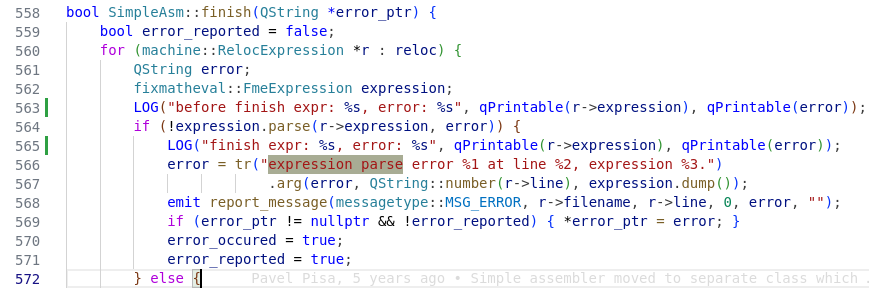 558 bool SimpleAsm::finish(QString *error_ptr) {
559     bool error_reported = false;
560     for (machine::RelocExpression *r : reloc) {
561         QString error;
562         fixmatheval::FmeExpression expression;
563         LOG("before finish expr: %s, error: %s", qPrintable(r->expression), qPrintable(error));
564         if (!expression.parse(r->expression, error)) {
565             LOG("finish expr: %s, error: %s", qPrintable(r->expression), qPrintable(error));
566             error = tr("expression parse error %1 at line %2, expression %3.")
567                         .arg(error, QString::number(r->line), expression.dump());
568             emit report_message(messagetype::MSG_ERROR, r->filename, r->line, 0, error, "");
569             if (error_ptr != nullptr && !error_reported) { *error_ptr = error; }
570             error_occured = true;
571             error_reported = true;
572         } else {      Pavel Pisa, 5 years ago • Simple assembler moved to separate class which